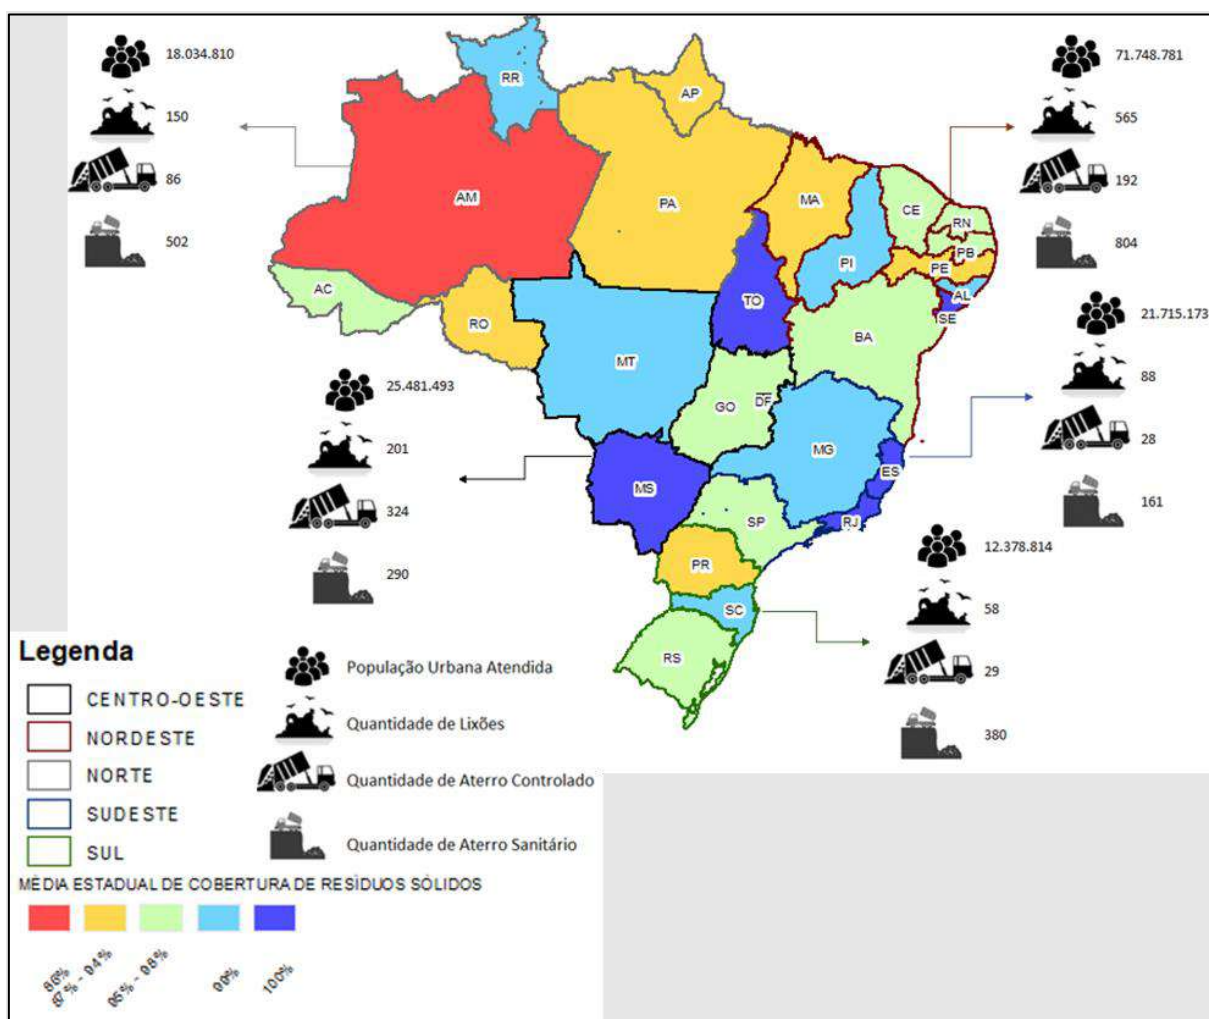 18.034.810
150
86
502
71.748.781
565
192
804
21.715.173
88
28
161
25.481.493
201
324
290
12.378.814
58
29
380
RR
AP
AM
PA
MA
CE
RN
PB
PE
PI
AL
SE
AC
RO
TO
BA
MT
GO
DF
MG
ES
MS
SP
RJ
PR
SC
RS
Legenda
CENTRO-OESTE
NORDESTE
NORTE
SUDESTE
SUL
População Urbana Atendida
Quantidade de Lixões
Quantidade de Aterro Controlado
Quantidade de Aterro Sanitário
MÉDIA ESTADUAL DE COBERTURA DE RESÍDUOS SÓLIDOS
86%
87% - 94%
95% - 98%
99%
100%